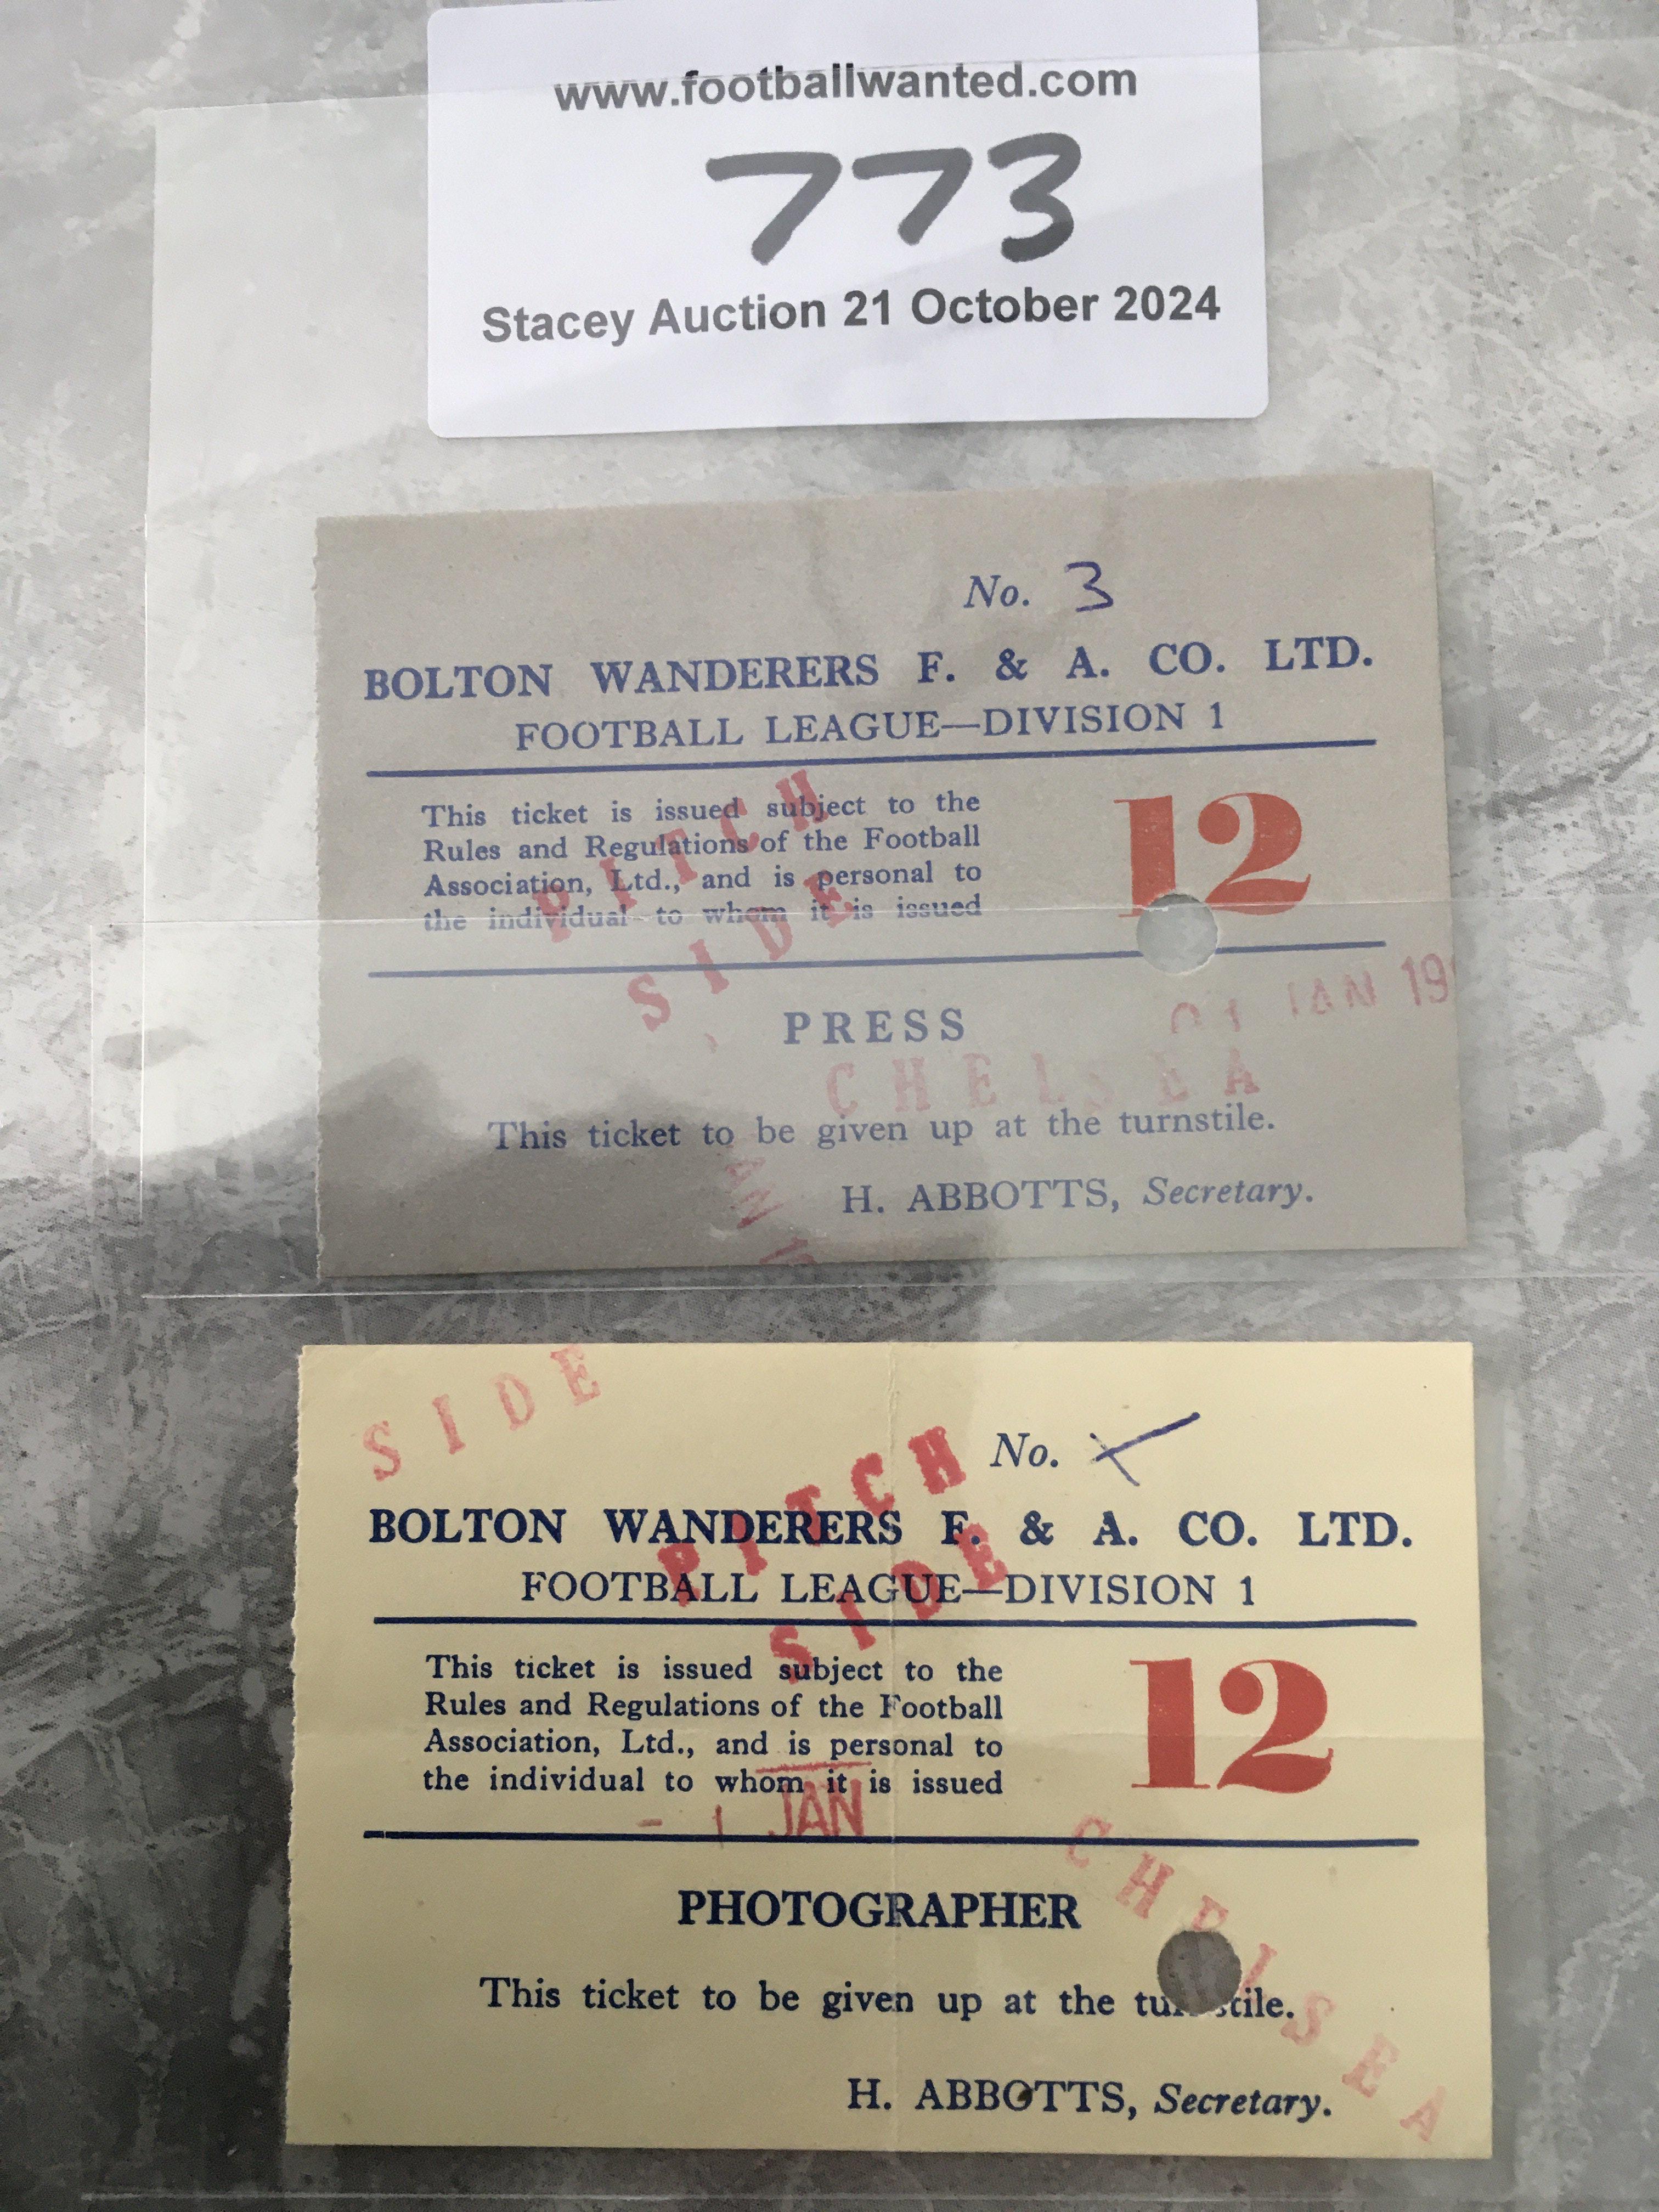 www.footballwanted.com
773
Stacey Auction 21 October 2024
No. 3
BOLTON WANDERERS F. & A. CO. LTD.
FOOTBALL LEAGUE—DIVISION 1
This ticket is issued subject to the
Rules and Regulations of the Football
Association, Ltd., and is personal to
the individual to whom it is issued
12
PITCH
SIDE
PRESS
JAN 19
CHELSEA
This ticket to be given up at the turnstile.
H. ABBOTTS, Secretary.
SIDE
PITCH
SIDE
No.
BOLTON WANDERERS F. & A. CO. LTD.
FOOTBALL LEAGUE—DIVISION 1
This ticket is issued subject to the
Rules and Regulations of the Football
Association, Ltd., and is personal to
the individual to whom it is issued
12
- 1 JAN
CHELSEA
PHOTOGRAPHER
This ticket to be given up at the
H. ABBOTTS, Secretary.